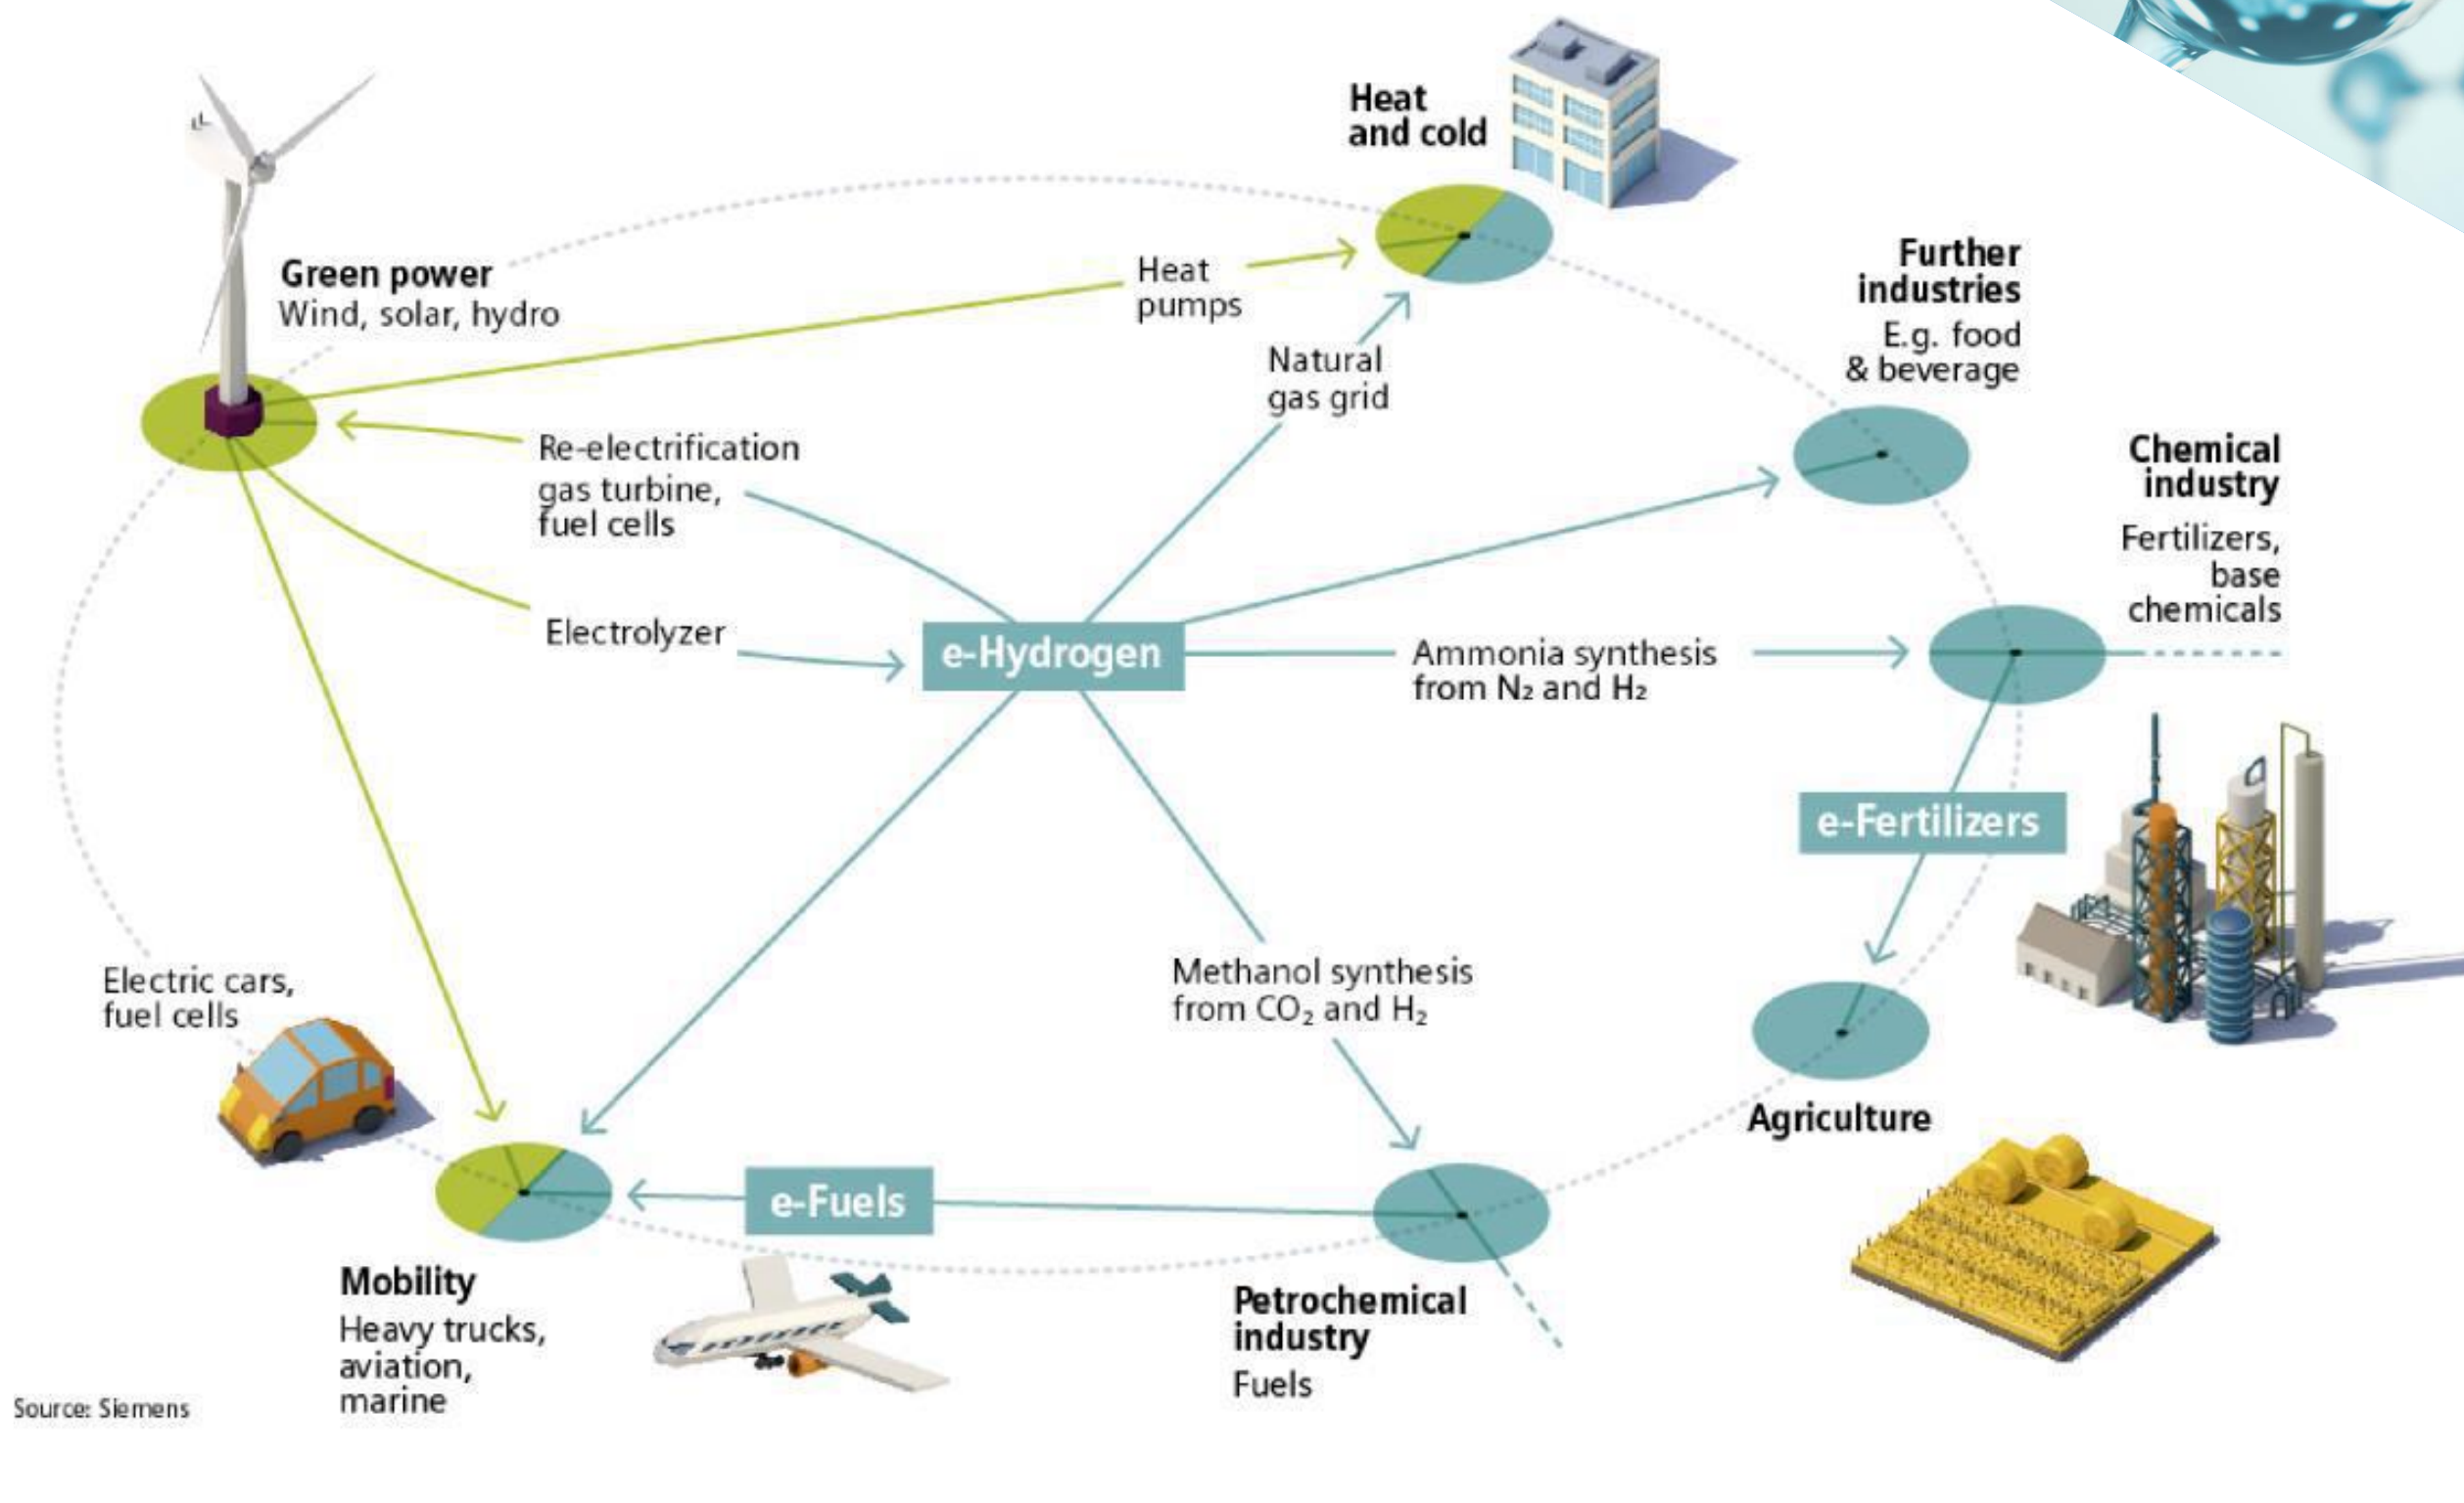 Heat
and cold
Green power
Wind, solar, hydro
Heat
pumps
Natural
gas grid
Further
industries
E.g. food
& beverage
Re-electrification
gas turbine,
fuel cells
Chemical
industry
Fertilizers,
base
chemicals
Electrolyzer
e-Hydrogen
Ammonia synthesis
from N₂ and H₂
e-Fertilizers
Electric cars,
fuel cells
Methanol synthesis
from CO₂ and H₂
Agriculture
e-Fuels
Mobility
Heavy trucks,
aviation,
marine
Petrochemical
industry
Fuels
Source: Siemens